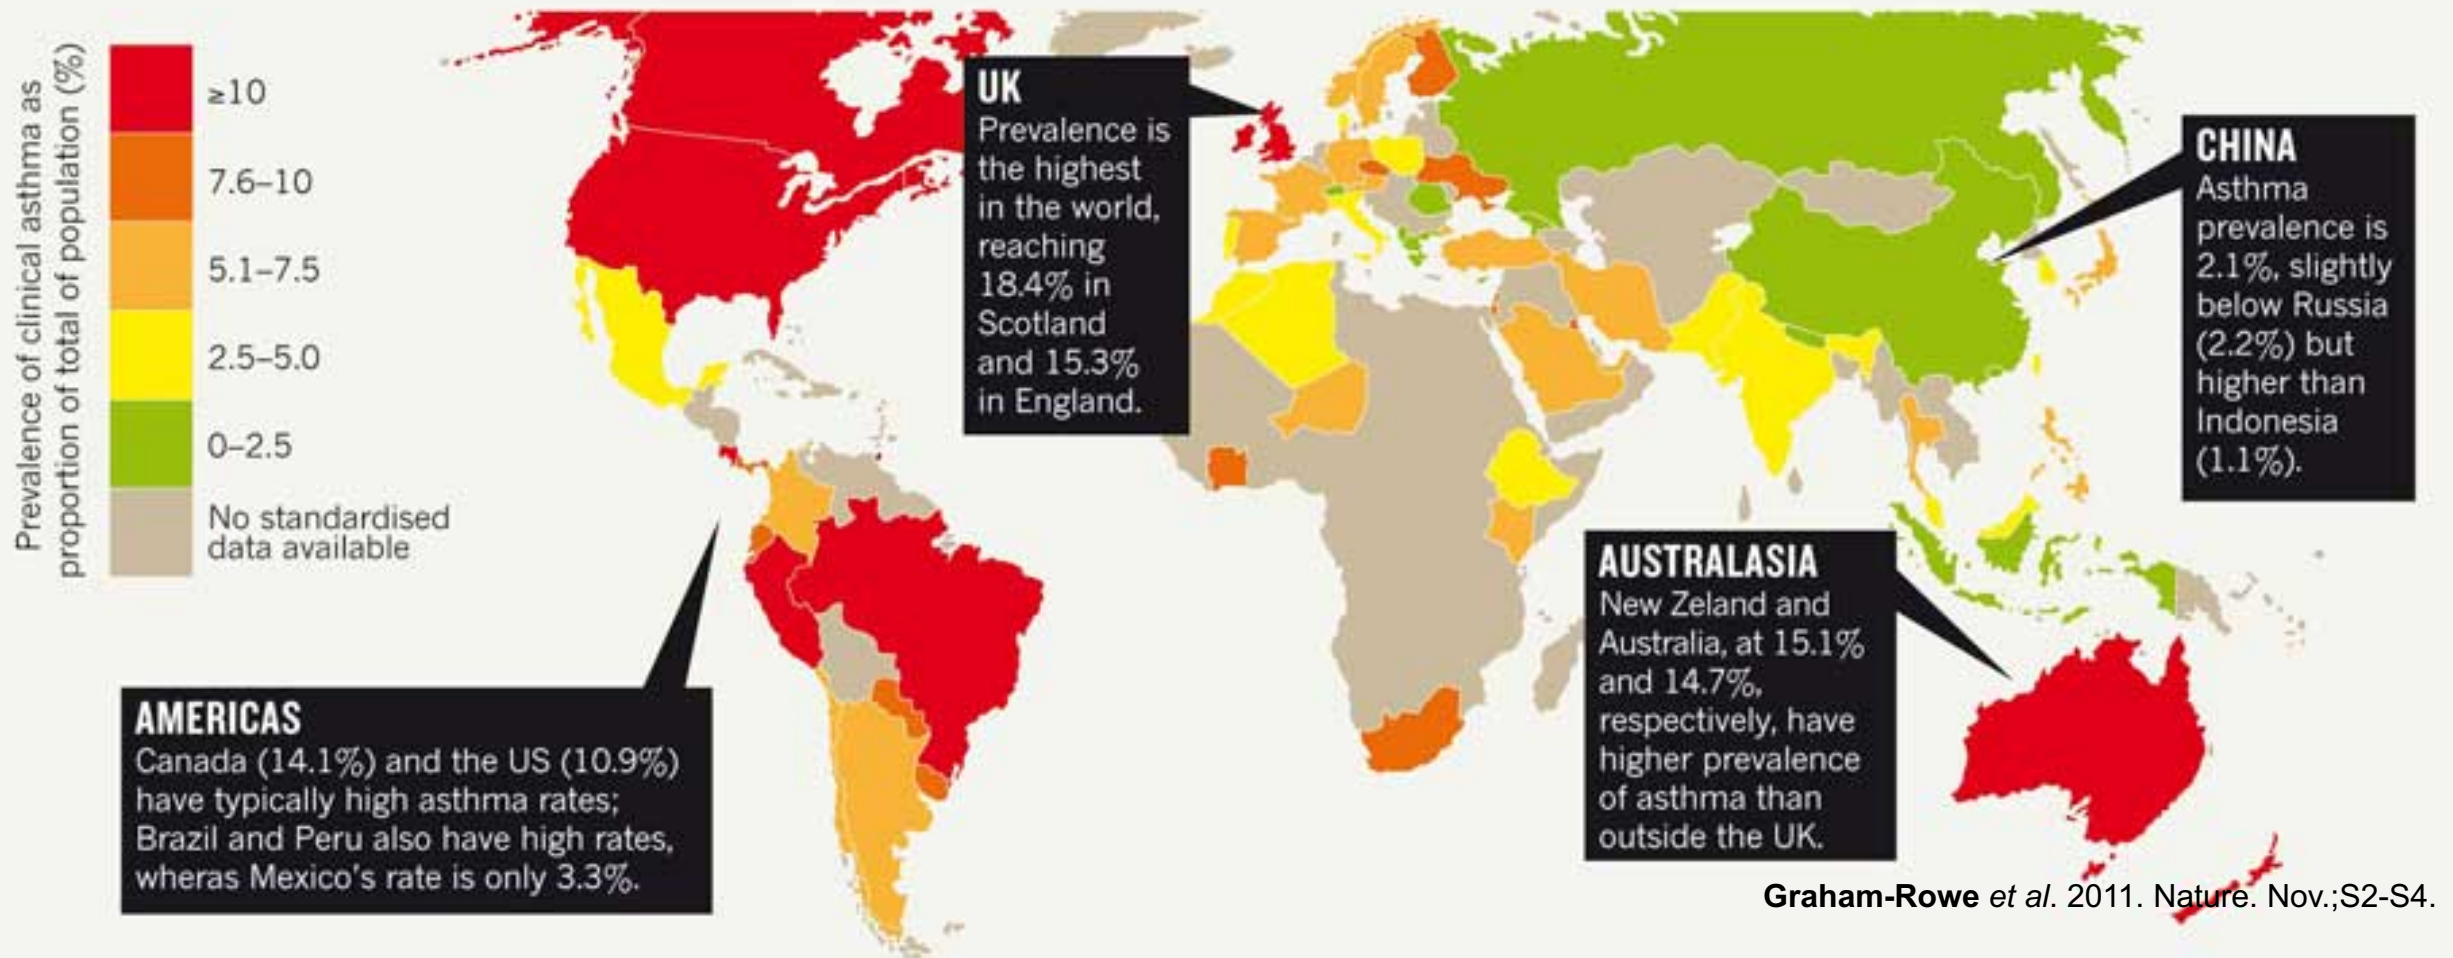 Prevalence of clinical asthma as
proportion of total of population (%)
≥10
7.6–10
5.1–7.5
2.5–5.0
0–2.5
No standardised
data available
UK
Prevalence is
the highest
in the world,
reaching
18.4% in
Scotland
and 15.3%
in England.
CHINA
Asthma
prevalence is
2.1%, slightly
below Russia
(2.2%) but
higher than
Indonesia
(1.1%).
AMERICAS
Canada (14.1%) and the US (10.9%)
have typically high asthma rates;
Brazil and Peru also have high rates,
wheras Mexico's rate is only 3.3%.
AUSTRALASIA
New Zeland and
Australia, at 15.1%
and 14.7%,
respectively, have
higher prevalence
of asthma than
outside the UK.
Graham-Rowe et al. 2011. Nature. Nov.;S2-S4.